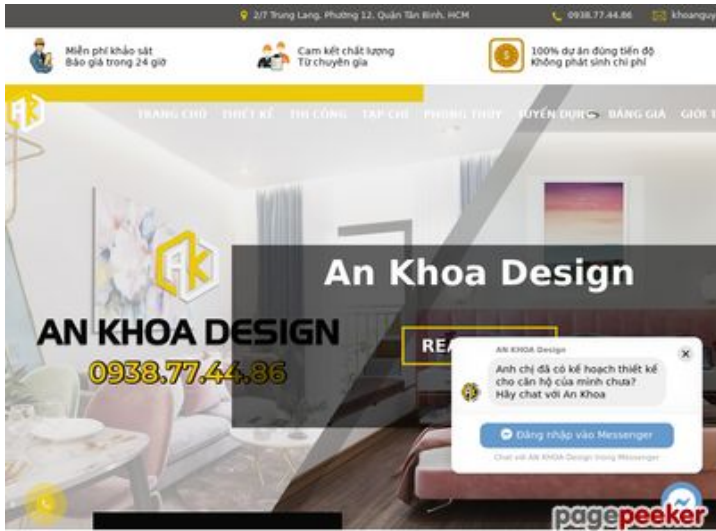 2/7 Trung Lang, Phường 12, Quận Tân Bình, HCM
0938.77.44.86
khoanguy
Miễn phí khảo sát
Báo giá trong 24 giờ
Cam kết chất lượng
Từ chuyên gia
100% dự án đúng tiến độ
Không phát sinh chi phí
AK
TRANG CHỦ THIẾT KẾ THI CÔNG TẠP CHÍ PHONG THỦY TUYỂN DỤNG BẢNG GIÁ GIỚI T
AK
An Khoa Design
AN KHOA DESIGN
0938.77.44.86
REA
AN KHOA Design
Anh chị đã có kế hoạch thiết kế
cho căn hộ của mình chưa?
Hãy chat với An Khoa
Đăng nhập vào Messenger
Chat với AN KHOA Design trong Messenger
pagepeeker